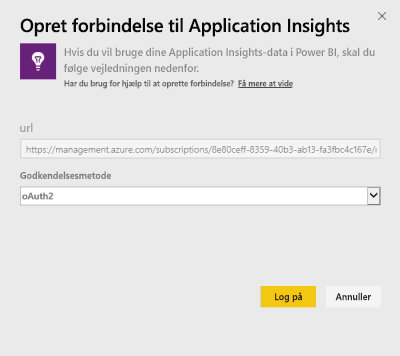 Opret forbindelse til Application Insights
Hvis du vil bruge dine Application Insights-data i Power BI, skal du
følge vejledningen nedenfor.
Har du brug for hjælp til at oprette forbindelse? Få mere at vide
url
https://management.azure.com/subscriptions/8e80ceff-8359-40b3-ab13-fa3fbc4c167e/r
Godkendelsesmetode
oAuth2
Log på Annuller